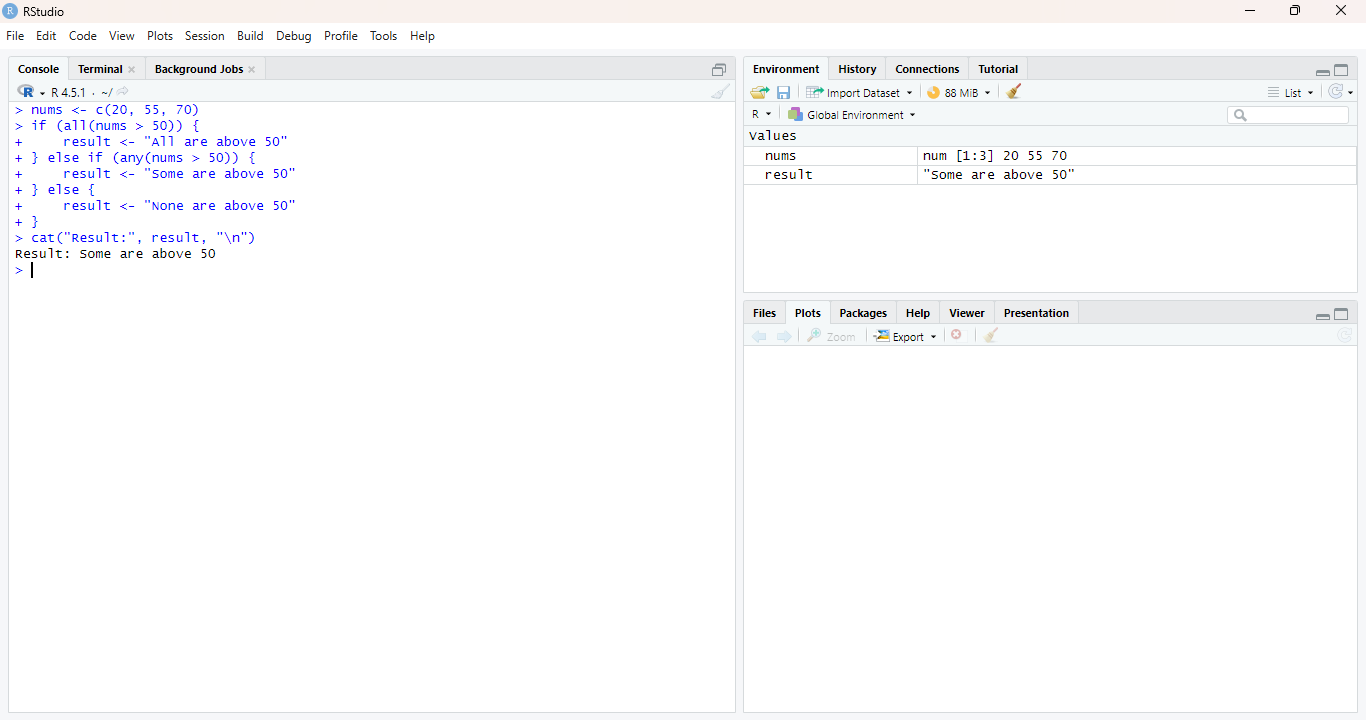 RStudio
File Edit Code View Plots Session Build Debug Profile Tools Help
Console Terminal Background Jobs
R 4.5.1 · ~/
> nums <- c(20, 55, 70)
> if (all(nums > 50)) {
+     result <- "All are above 50"
+ } else if (any(nums > 50)) {
+     result <- "Some are above 50"
+ } else {
+     result <- "None are above 50"
+ }
> cat("Result:", result, "\n")
Result: Some are above 50
>
Environment History Connections Tutorial
Import Dataset 88 MiB List
R Global Environment
Values
nums num [1:3] 20 55 70
result "Some are above 50"
Files Plots Packages Help Viewer Presentation
Zoom Export